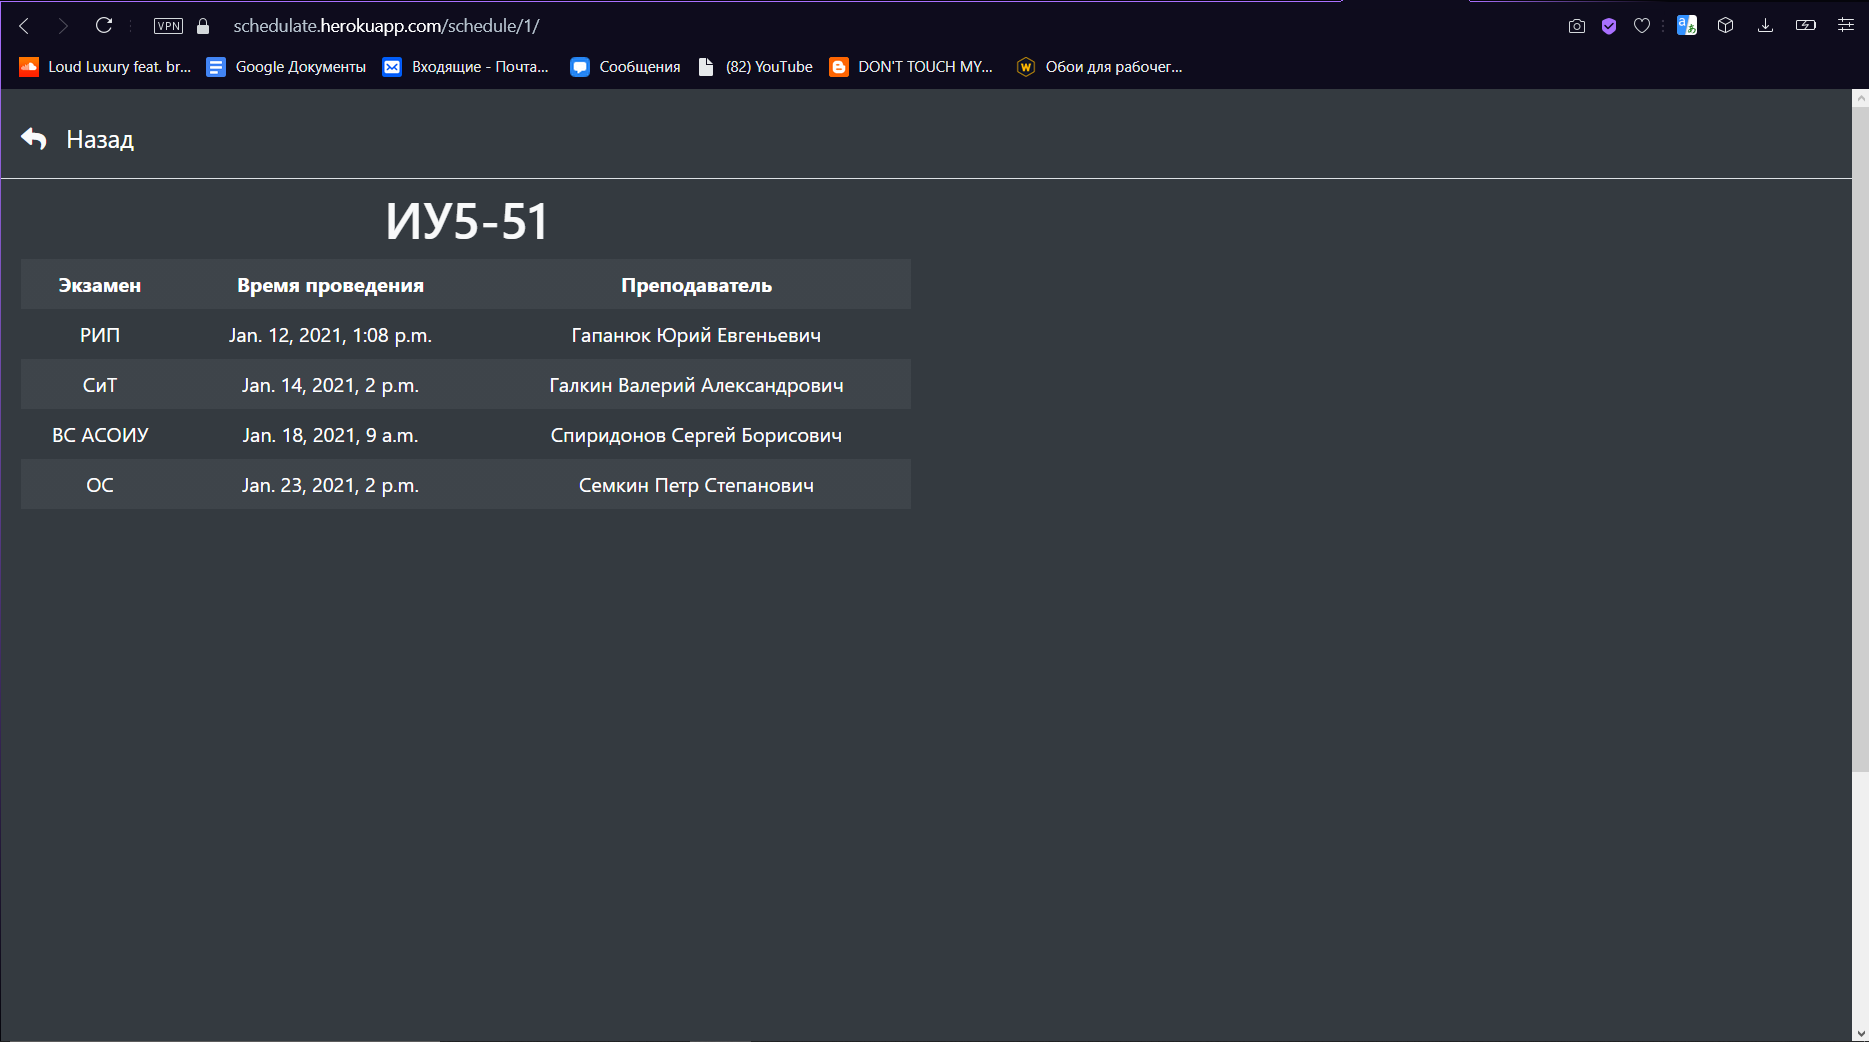 VPN schedulate.herokuapp.com/schedule/1/
Loud Luxury feat. br... Google Документы Входящие - Почта... Сообщения (82) YouTube DON'T TOUCH MY... Обои для рабочег...
Назад
ИУ5-51
Экзамен Время проведения Преподаватель
РИП Jan. 12, 2021, 1:08 p.m. Гапанюк Юрий Евгеньевич
СиТ Jan. 14, 2021, 2 p.m. Галкин Валерий Александрович
ВС АСОИУ Jan. 18, 2021, 9 a.m. Спиридонов Сергей Борисович
ОС Jan. 23, 2021, 2 p.m. Семкин Петр Степанович